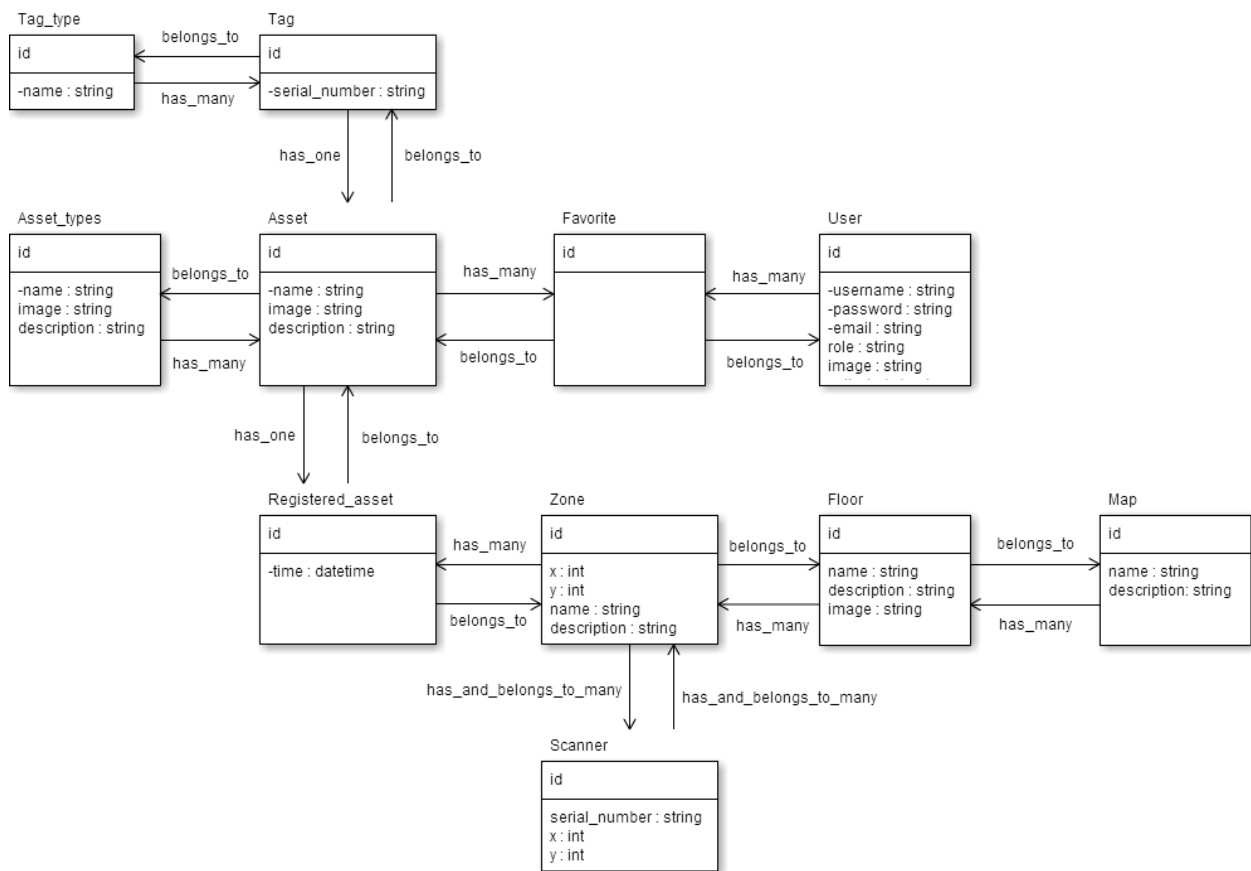 Tag_type
id
-name : string
belongs_to
has_many
Tag
id
-serial_number : string
has_one
belongs_to
Asset_types
id
-name : string
image : string
description : string
belongs_to
has_many
Asset
id
-name : string
image : string
description : string
has_many
belongs_to
Favorite
id
has_many
belongs_to
User
id
-username : string
-password : string
-email : string
role : string
image : string
has_one
belongs_to
Registered_asset
id
-time : datetime
has_many
belongs_to
Zone
id
x : int
y : int
name : string
description : string
belongs_to
has_many
Floor
id
name : string
description : string
image : string
belongs_to
has_many
Map
id
name : string
description: string
has_and_belongs_to_many
has_and_belongs_to_many
Scanner
id
serial_number : string
x : int
y : int